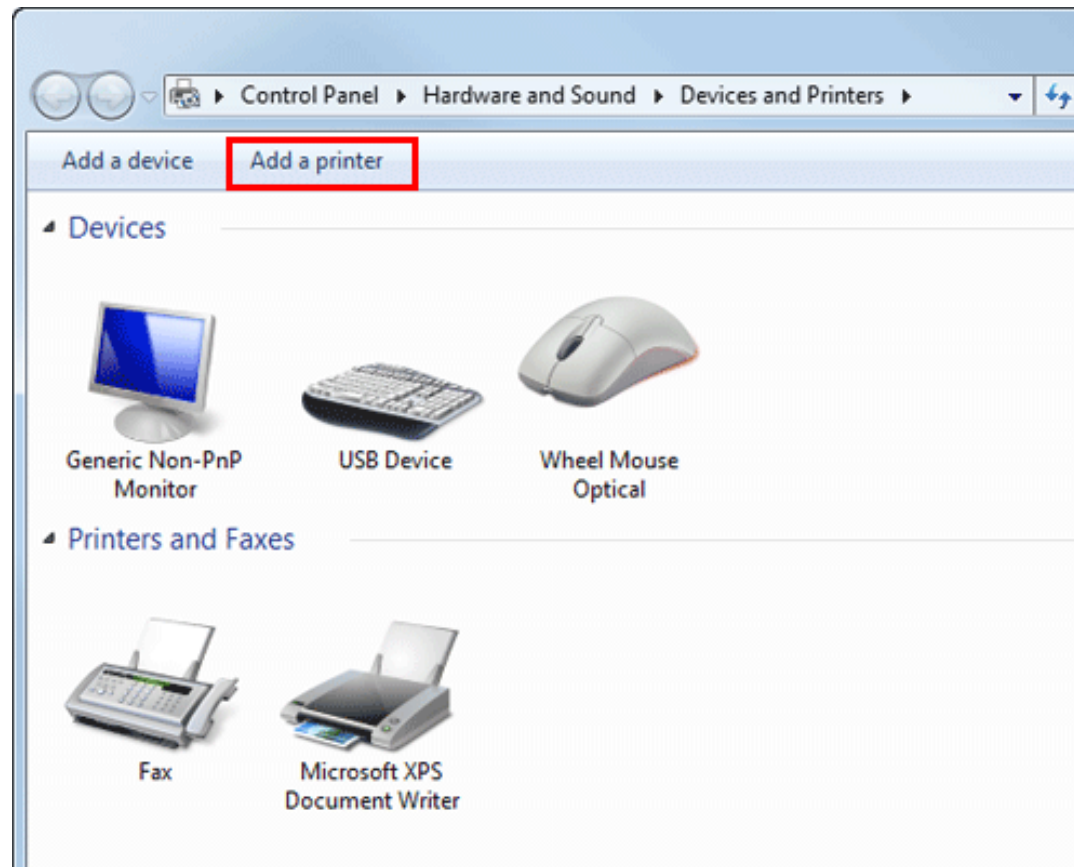 Control Panel Hardware and Sound Devices and Printers
Add a device Add a printer
Devices
Generic Non-PnP Monitor
USB Device
Wheel Mouse Optical
Printers and Faxes
Fax
Microsoft XPS Document Writer